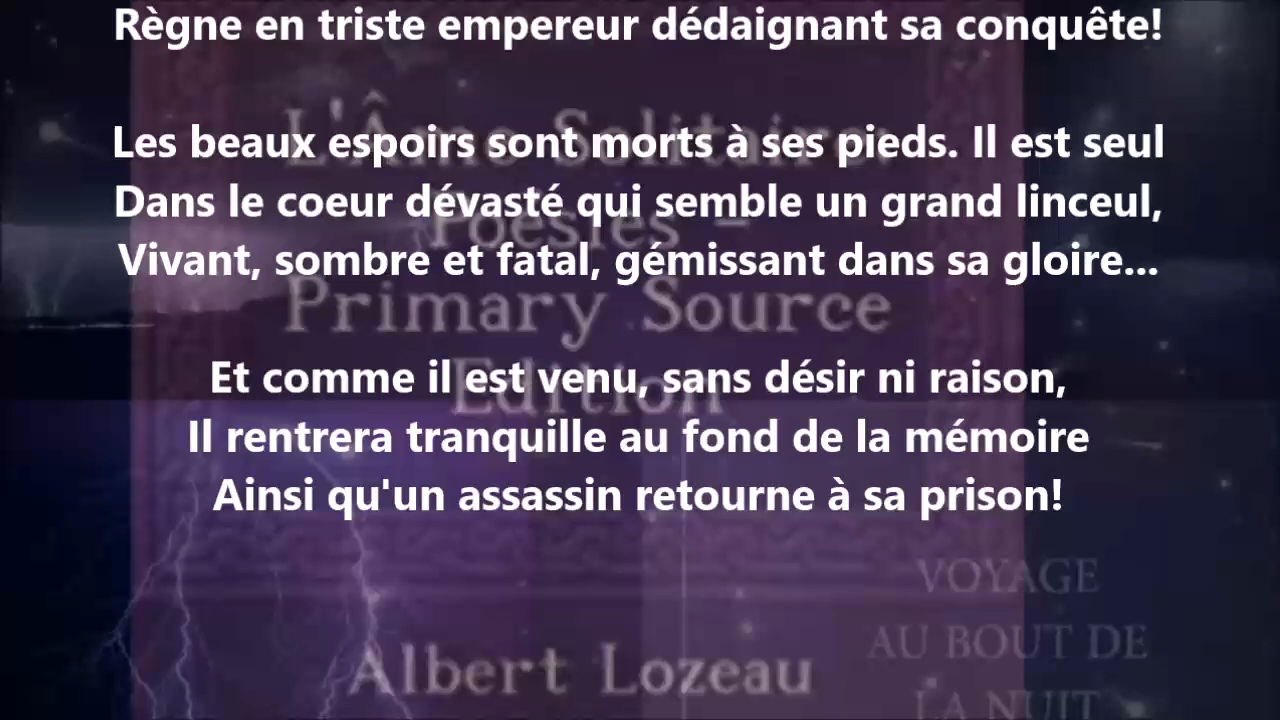 Règne en triste empereur dédaignant sa conquête!
Les beaux espoirs sont morts à ses pieds. Il est seul
Dans le coeur dévasté qui semble un grand linceul,
Vivant, sombre et fatal, gémissant dans sa gloire...
Et comme il est venu, sans désir ni raison,
Il rentrera tranquille au fond de la mémoire
Ainsi qu'un assassin retourne à sa prison!
L'Âme Solitaire
Poésies -
Primary Source
Edition
Albert Lozeau
VOYAGE
AU BOUT DE
LA NUIT